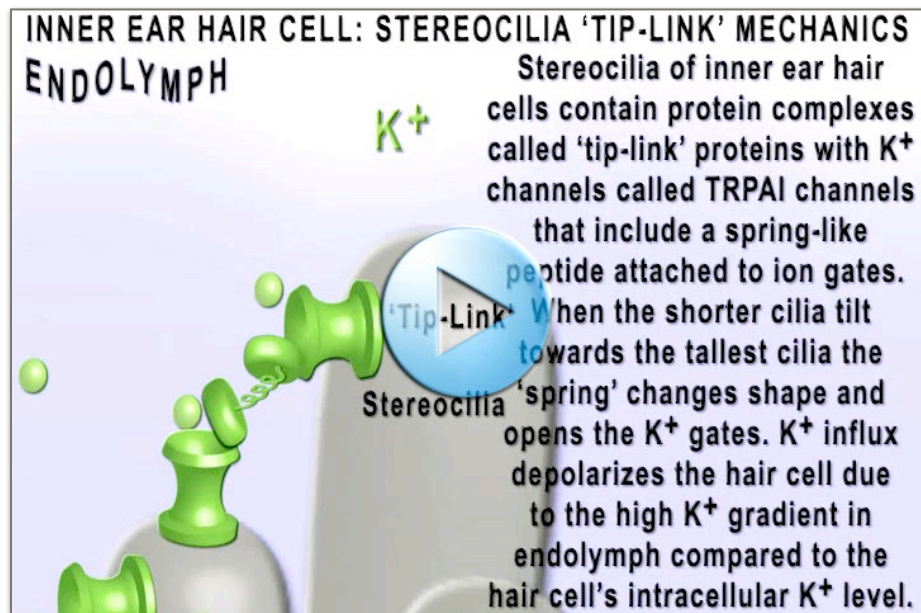 INNER EAR HAIR CELL: STEREOCILIA ‘TIP-LINK’ MECHANICS
ENDOLYMPH
K+
Stereocilia of inner ear hair
cells contain protein complexes
called ‘tip-link’ proteins with K+
channels called TRPAI channels
that include a spring-like
peptide attached to ion gates.
When the shorter cilia tilt
towards the tallest cilia the
‘spring’ changes shape and
opens the K+ gates. K+ influx
depolarizes the hair cell due
to the high K+ gradient in
endolymph compared to the
hair cell’s intracellular K+ level.
‘Tip-Link’
Stereocilia